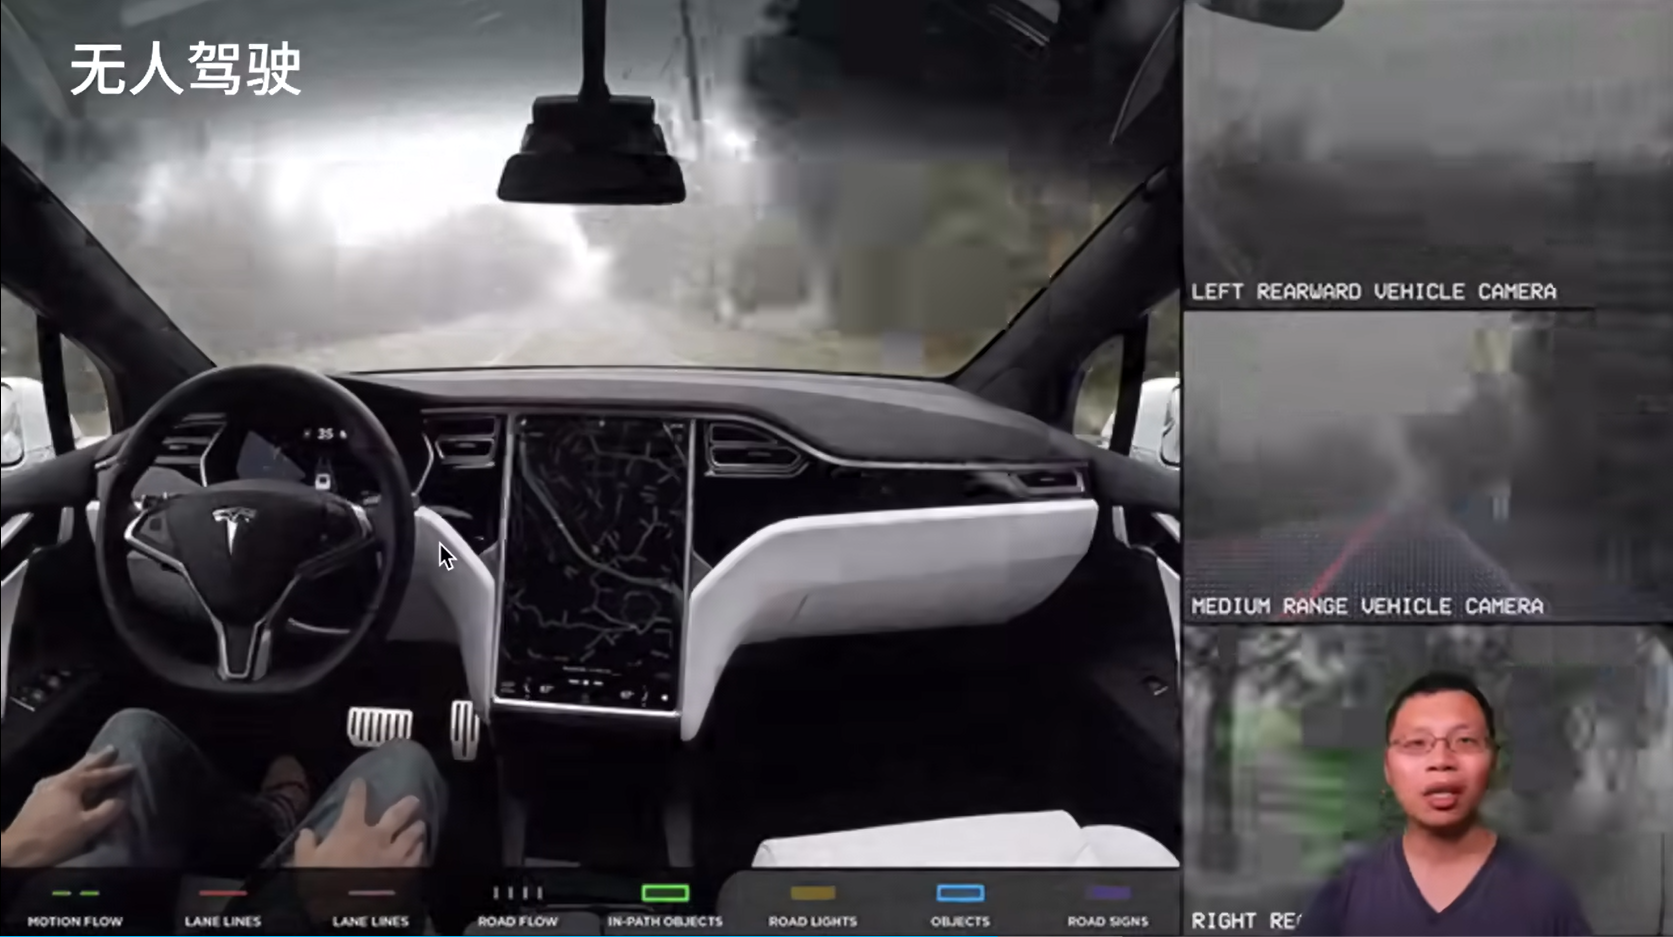 无人驾驶
LEFT REARWARD VEHICLE CAMERA
35
MEDIUM RANGE VEHICLE CAMERA
RIGHT RE
MOTION FLOW
LANE LINES
LANE LINES
ROAD FLOW
IN-PATH OBJECTS
ROAD LIGHTS
OBJECTS
ROAD SIGNS